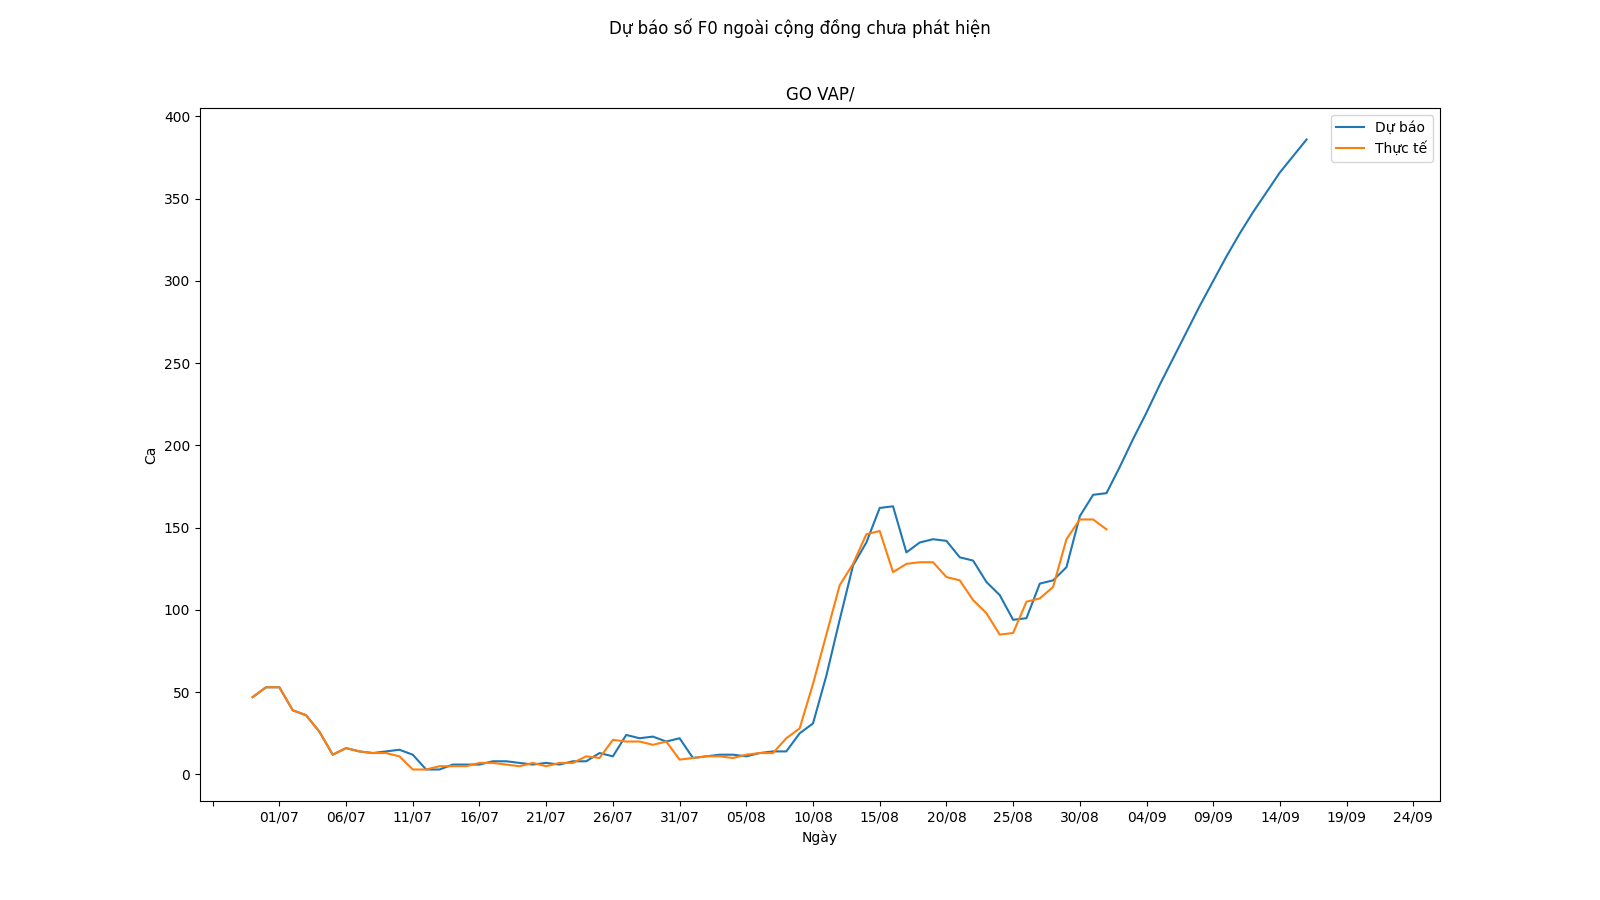 Dự báo số F0 ngoài cộng đồng chưa phát hiện
GO VAP/
Dự báo
Thực tế
400
350
300
250
200
150
100
50
0
Ca
01/07 06/07 11/07 16/07 21/07 26/07 31/07 05/08 10/08 15/08 20/08 25/08 30/08 04/09 09/09 14/09 19/09 24/09
Ngày